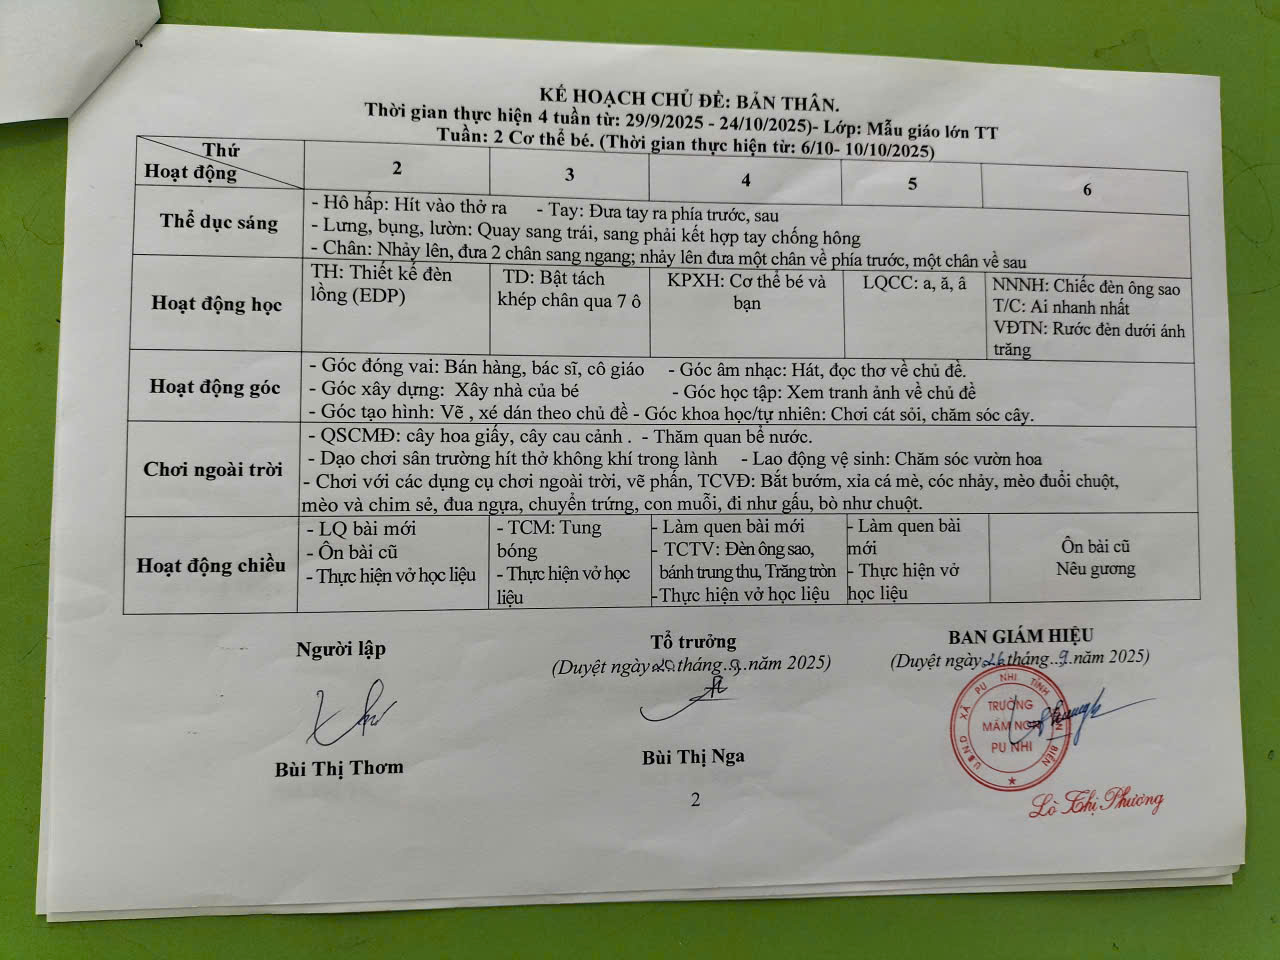 KẾ HOẠCH CHỦ ĐỀ: BẢN THÂN.
Thời gian thực hiện 4 tuần từ: 29/9/2025 - 24/10/2025)- Lớp: Mẫu giáo lớn TT
Tuần: 2 Cơ thể bé. (Thời gian thực hiện từ: 6/10- 10/10/2025)
Thứ
Hoạt động
2
3
4
5
6
Thể dục sáng
- Hô hấp: Hít vào thở ra - Tay: Đưa tay ra phía trước, sau
- Lưng, bụng, lườn: Quay sang trái, sang phải kết hợp tay chống hông
- Chân: Nhảy lên, đưa 2 chân sang ngang; nhảy lên đưa một chân về phía trước, một chân về sau
Hoạt động học
TH: Thiết kế đèn
lồng (EDP)
TD: Bật tách
khép chân qua 7 ô
KPXH: Cơ thể bé và
bạn
LQCC: a, ă, â
NNNH: Chiếc đèn ông sao
T/C: Ai nhanh nhất
VĐTN: Rước đèn dưới ánh
trăng
Hoạt động góc
- Góc đóng vai: Bán hàng, bác sĩ, cô giáo - Góc âm nhạc: Hát, đọc thơ về chủ đề.
- Góc xây dựng: Xây nhà của bé - Góc học tập: Xem tranh ảnh về chủ đề
- Góc tạo hình: Vẽ , xé dán theo chủ đề - Góc khoa học/tự nhiên: Chơi cát sỏi, chăm sóc cây.
Chơi ngoài trời
- QSCMĐ: cây hoa giấy, cây cau cảnh . - Thăm quan bể nước.
- Dạo chơi sân trường hít thở không khí trong lành - Lao động vệ sinh: Chăm sóc vườn hoa
- Chơi với các dụng cụ chơi ngoài trời, vẽ phấn, TCVĐ: Bắt bướm, xỉa cá mè, cóc nhảy, mèo đuổi chuột,
mèo và chim sẻ, đua ngựa, chuyển trứng, con muỗi, đi như gấu, bò như chuột.
Hoạt động chiều
- LQ bài mới
- Ôn bài cũ
- Thực hiện vở học liệu
- TCM: Tung
bóng
- Thực hiện vở học
liệu
- Làm quen bài mới
- TCTV: Đèn ông sao,
bánh trung thu, Trăng tròn
-Thực hiện vở học liệu
- Làm quen bài
mới
- Thực hiện vở
học liệu
Ôn bài cũ
Nêu gương
Người lập
Tổ trưởng
(Duyệt ngày tháng..9..năm 2025)
BAN GIÁM HIỆU
(Duyệt ngày 26 tháng..9..năm 2025)
U.B.N.D XÃ PU NHI TỈNH ĐIỆN BIÊN
TRƯỜNG
MẦM NON
PU NHI
Bùi Thị Thơm
Bùi Thị Nga
Lò Thị Phương
2